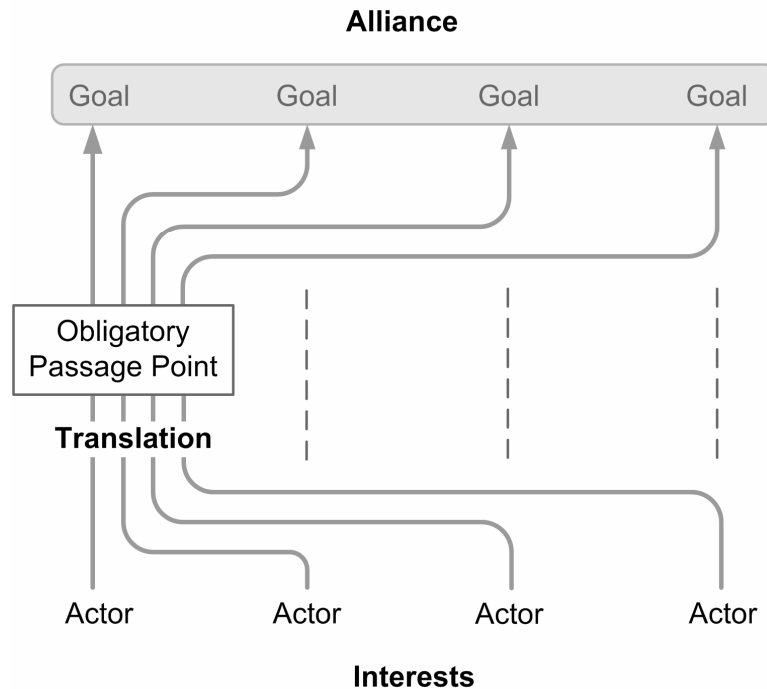 Alliance
Goal Goal Goal Goal
Obligatory
Passage Point
Translation
Actor Actor Actor Actor
Interests